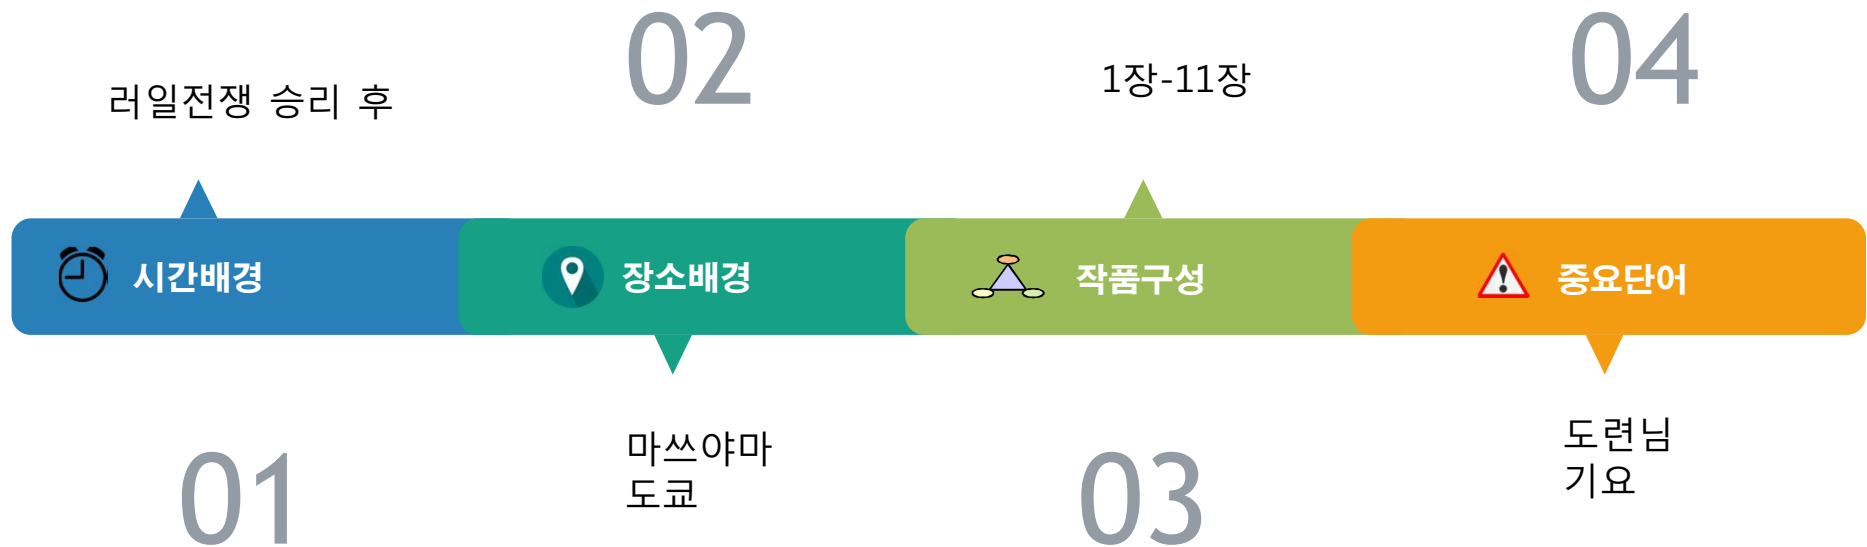 02
04
러일전쟁 승리 후
1장-11장
시간배경
장소배경
작품구성
중요단어
마쓰야마
도쿄
도련님
기요
01
03